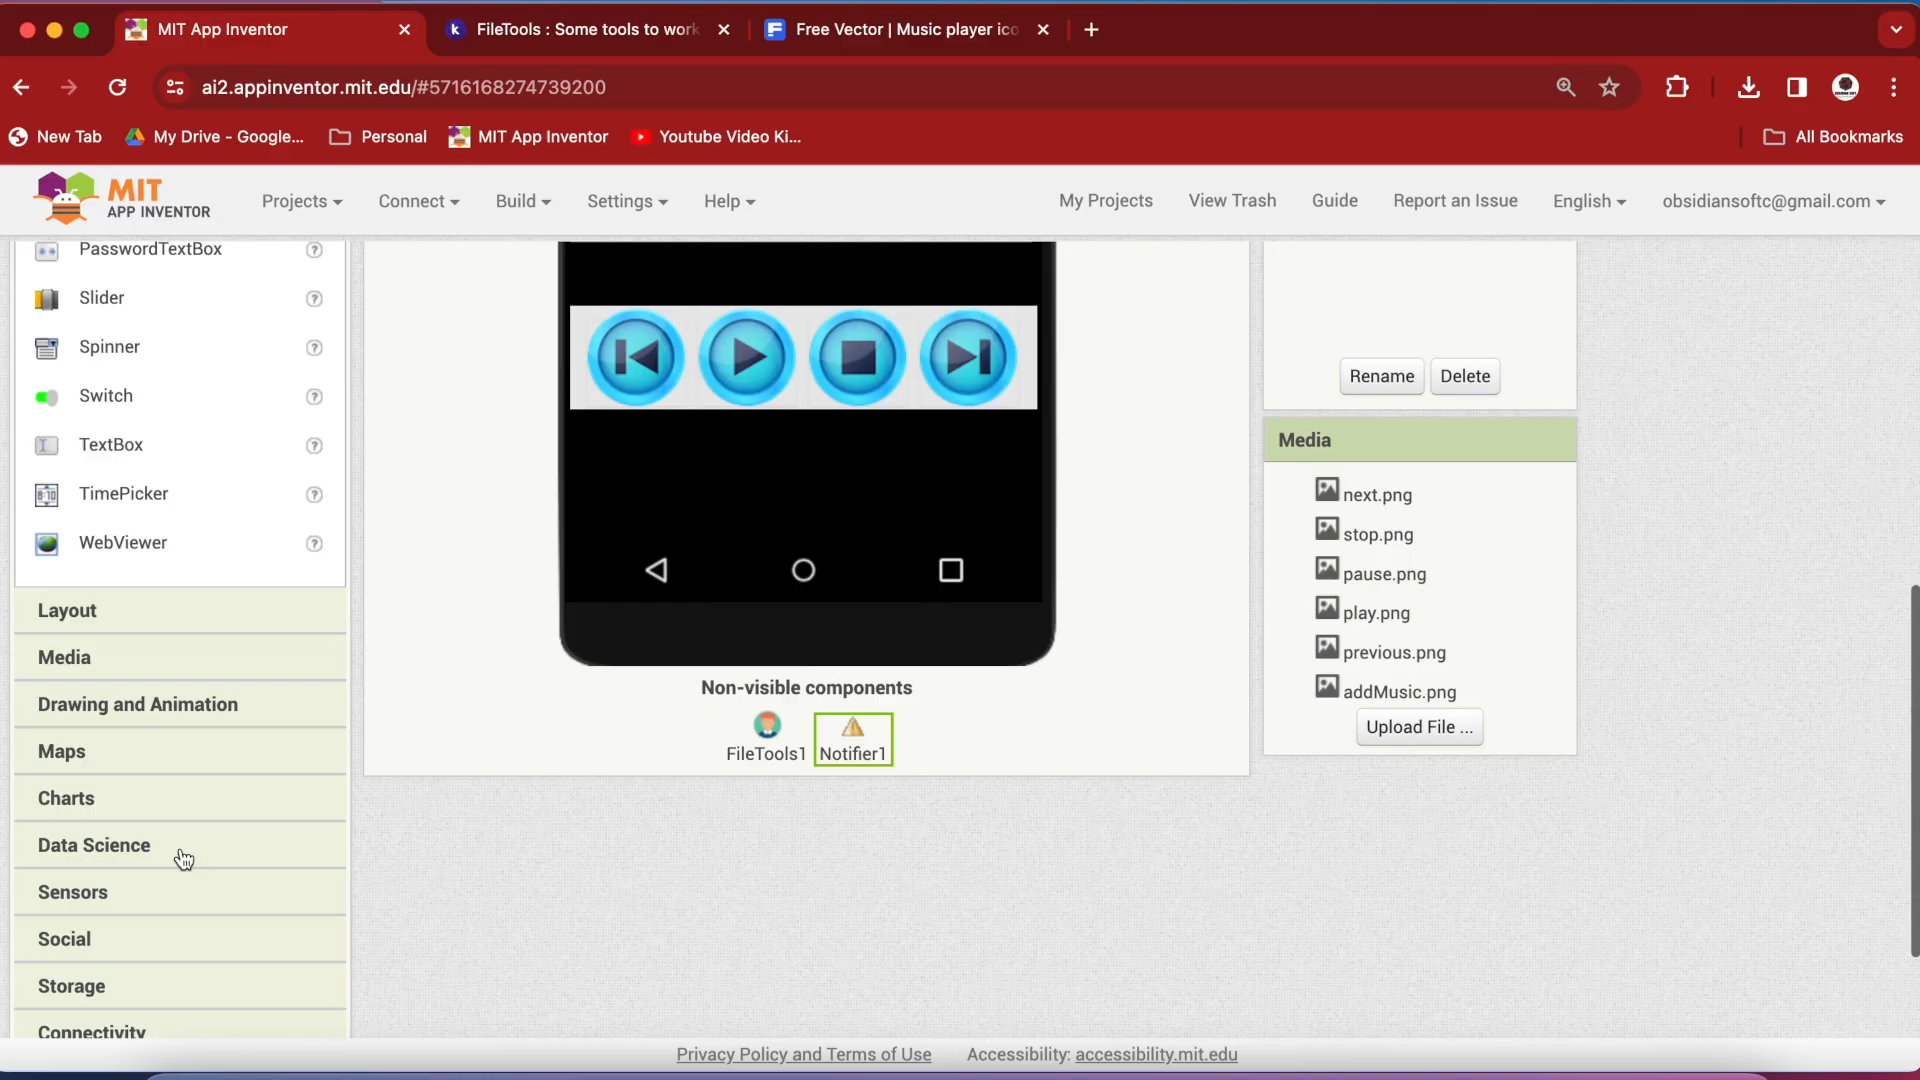 MIT App Inventor
FileTools : Some tools to work
Free Vector | Music player ico
ai2.appinventor.mit.edu/#5716168274739200
New Tab
My Drive - Google...
Personal
MIT App Inventor
Youtube Video Ki...
All Bookmarks
MIT
APP INVENTOR
Projects
Connect
Build
Settings
Help
My Projects
View Trash
Guide
Report an Issue
English
obsidiansoftc@gmail.com
PasswordTextBox
Slider
Spinner
Switch
TextBox
TimePicker
WebViewer
Layout
Media
Drawing and Animation
Maps
Charts
Data Science
Sensors
Social
Storage
Connectivity
Non-visible components
FileTools1
Notifier1
Rename
Delete
Media
next.png
stop.png
pause.png
play.png
previous.png
addMusic.png
Upload File ...
Privacy Policy and Terms of Use
Accessibility: accessibility.mit.edu